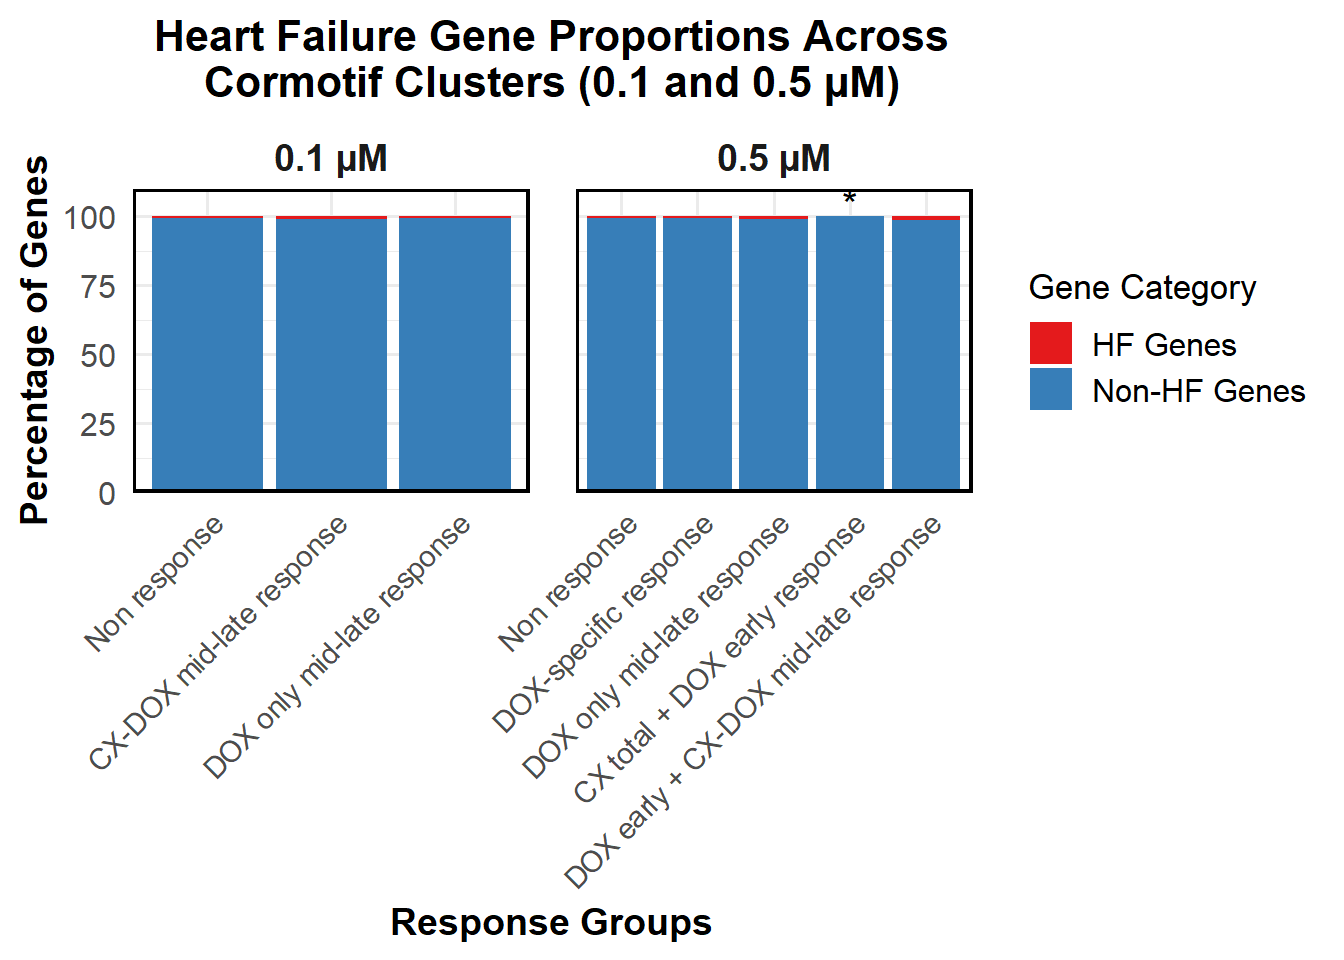 Heart Failure Gene Proportions Across
Cormotif Clusters (0.1 and 0.5 µM)
0.1 µM
0.5 µM
Percentage of Genes
100
75
50
25
0
*
Non response
CX-DOX mid-late response
DOX only mid-late response
Non response
DOX-specific response
DOX only mid-late response
CX total + DOX early response
DOX early + CX-DOX mid-late response
Response Groups
Gene Category
HF Genes
Non-HF Genes